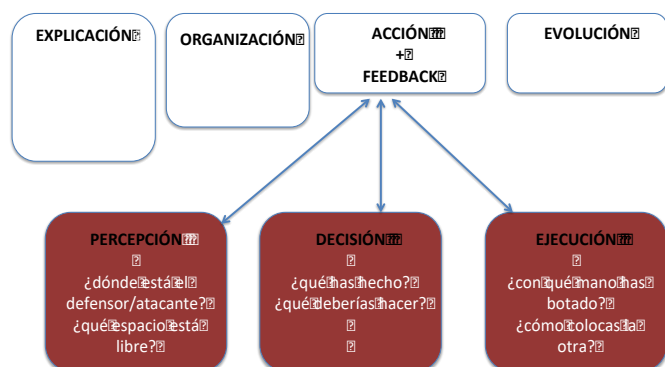 EXPLICACIÓN
ORGANIZACIÓN
ACCIÓN
+
FEEDBACK
EVOLUCIÓN
PERCEPCIÓN
¿dónde está el
defensor/atacante?
¿qué espacio está
libre?
DECISIÓN
¿qué has hecho?
¿qué deberías hacer?
EJECUCIÓN
¿con qué mano has
botado?
¿cómo colocas la
otra?